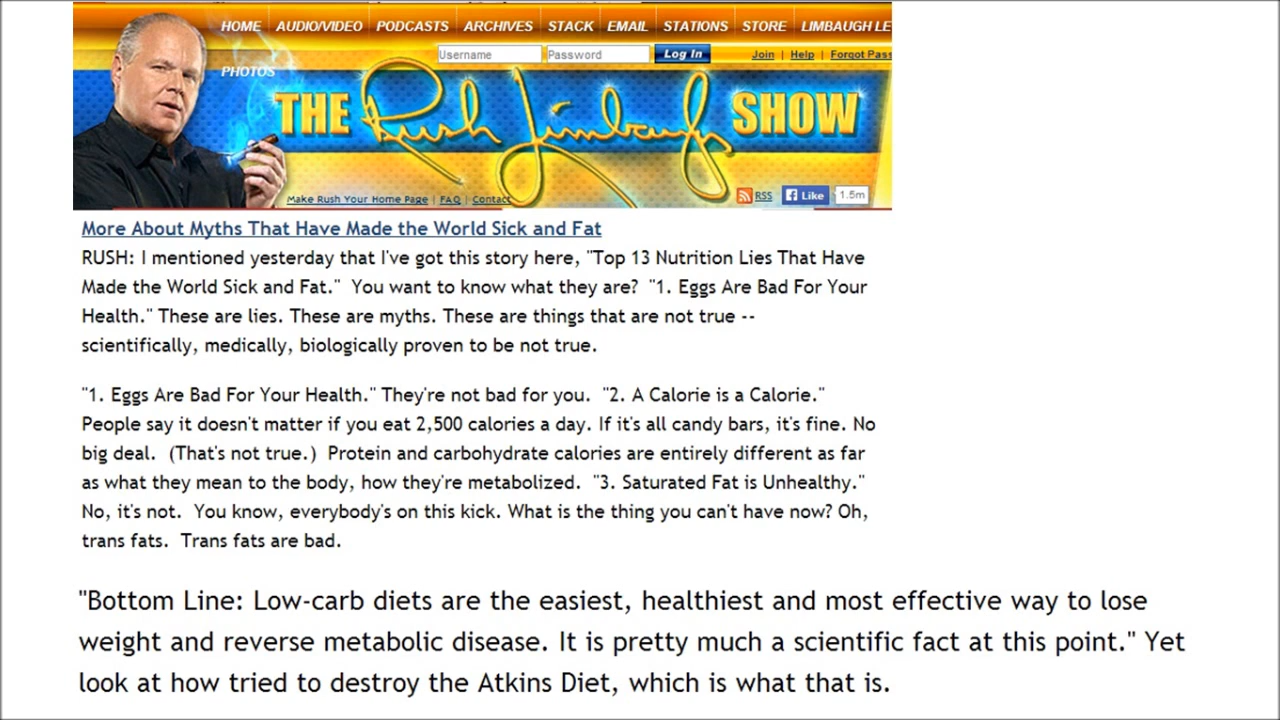 HOME AUDIO/VIDEO PODCASTS ARCHIVES STACK EMAIL STATIONS STORE LIMBAUGH LE
Username Password Log In Join | Help | Forgot Pass
PHOTOS
THE Rush Limbaugh SHOW
Make Rush Your Home Page | FAQ | Contact RSS Like 1.5m
More About Myths That Have Made the World Sick and Fat
RUSH: I mentioned yesterday that I've got this story here, "Top 13 Nutrition Lies That Have
Made the World Sick and Fat." You want to know what they are? "1. Eggs Are Bad For Your
Health." These are lies. These are myths. These are things that are not true --
scientifically, medically, biologically proven to be not true.
"1. Eggs Are Bad For Your Health." They're not bad for you. "2. A Calorie is a Calorie."
People say it doesn't matter if you eat 2,500 calories a day. If it's all candy bars, it's fine. No
big deal. (That's not true.) Protein and carbohydrate calories are entirely different as far
as what they mean to the body, how they're metabolized. "3. Saturated Fat is Unhealthy."
No, it's not. You know, everybody's on this kick. What is the thing you can't have now? Oh,
trans fats. Trans fats are bad.
"Bottom Line: Low-carb diets are the easiest, healthiest and most effective way to lose
weight and reverse metabolic disease. It is pretty much a scientific fact at this point." Yet
look at how tried to destroy the Atkins Diet, which is what that is.